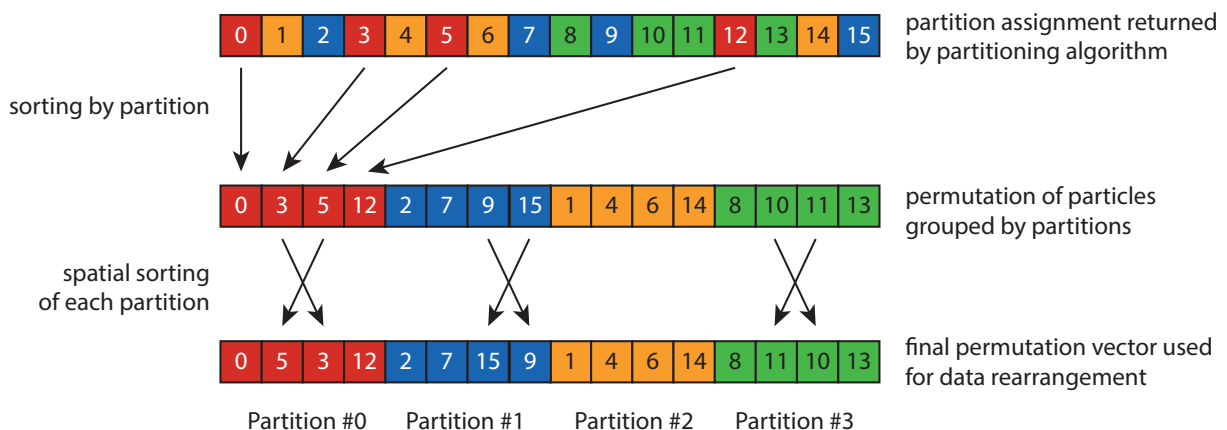 0 1 2 3 4 5 6 7 8 9 10 11 12 13 14 15
partition assignment returned
by partitioning algorithm
sorting by partition
0 3 5 12 2 7 9 15 1 4 6 14 8 10 11 13
permutation of particles
grouped by partitions
spatial sorting
of each partition
0 5 3 12 2 7 15 9 1 4 6 14 8 11 10 13
final permutation vector used
for data rearrangement
Partition #0 Partition #1 Partition #2 Partition #3